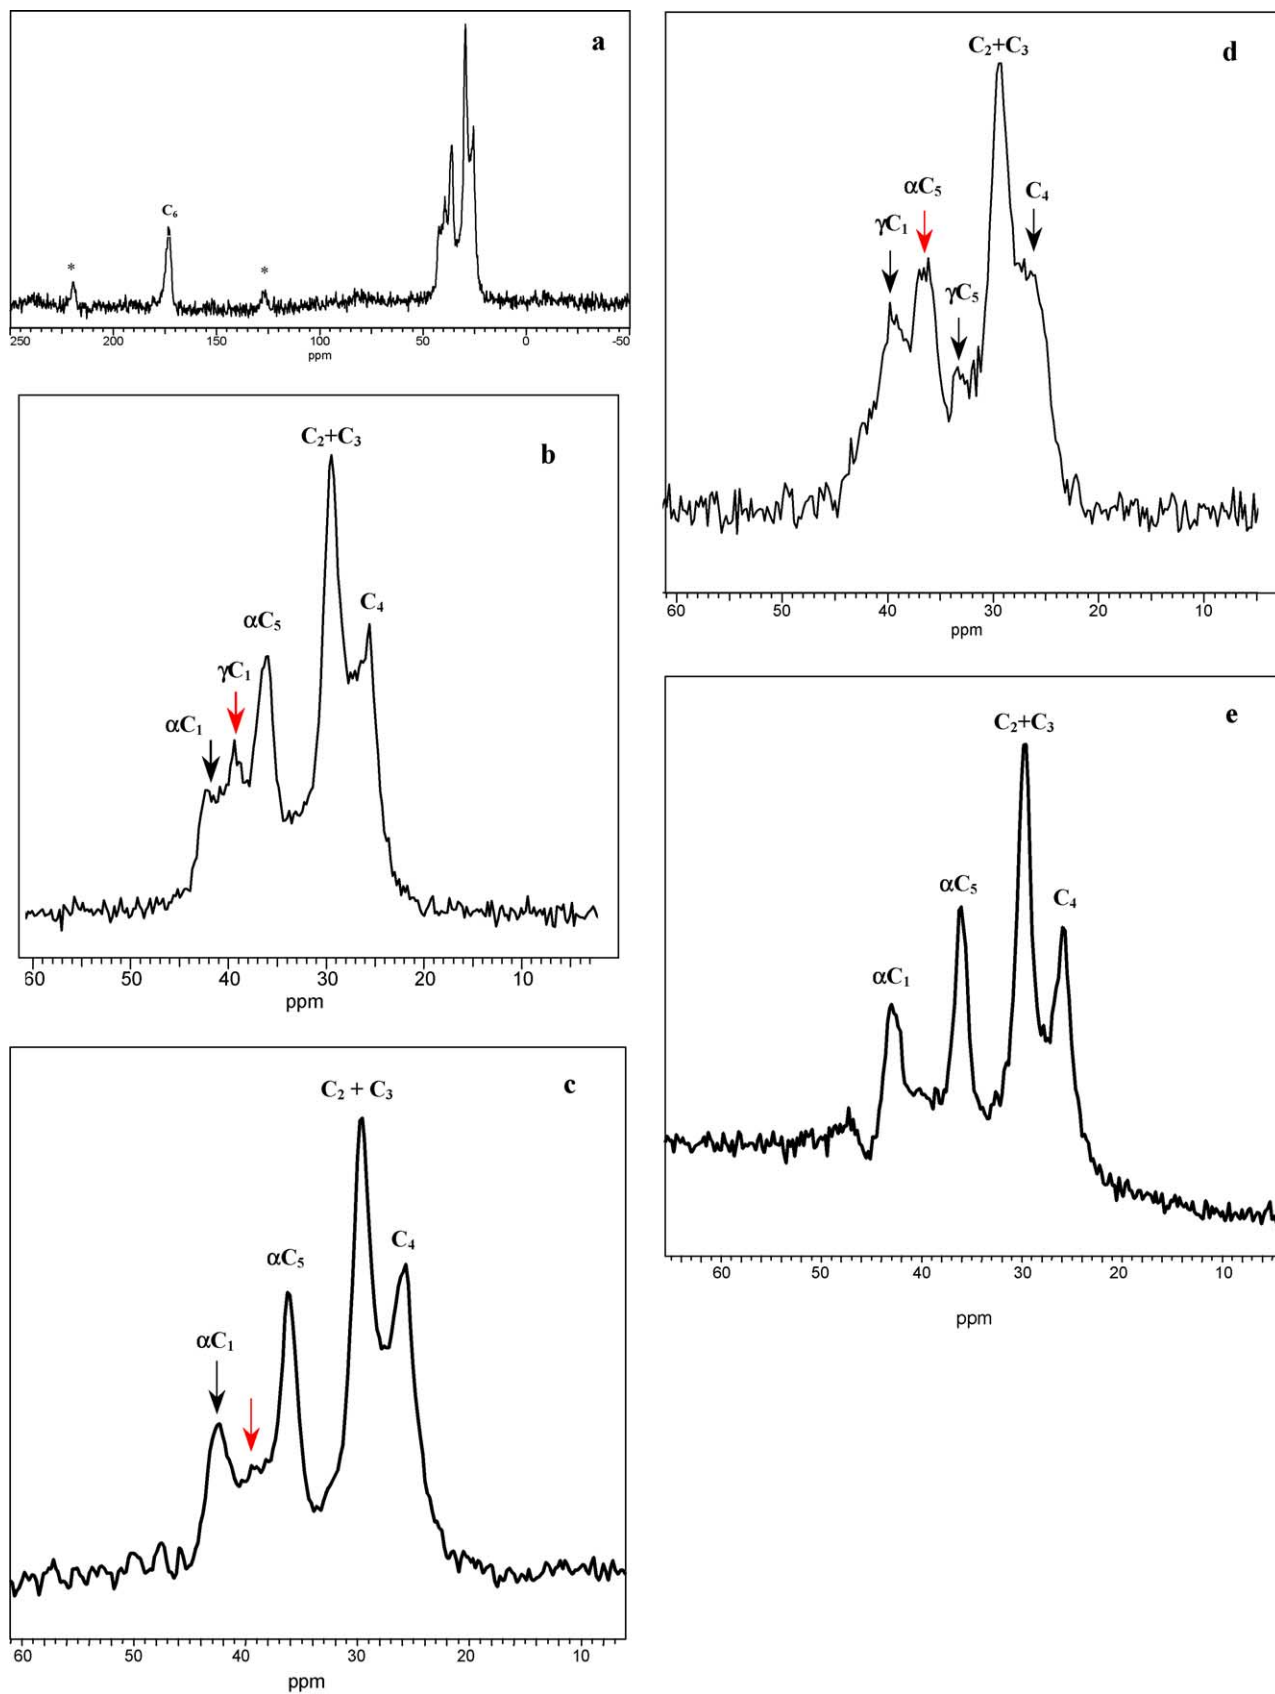 a
C₆
* *
250 200 150 100 50 0 -50
ppm
b
C₂+C₃
C₄
αC₅
γC₁
αC₁
60 50 40 30 20 10
ppm
c
C₂ + C₃
C₄
αC₅
αC₁
60 50 40 30 20 10
ppm
d
C₂+C₃
αC₅
C₄
γC₁
γC₅
60 50 40 30 20 10
ppm
e
C₂+C₃
αC₅
C₄
αC₁
60 50 40 30 20 10
ppm